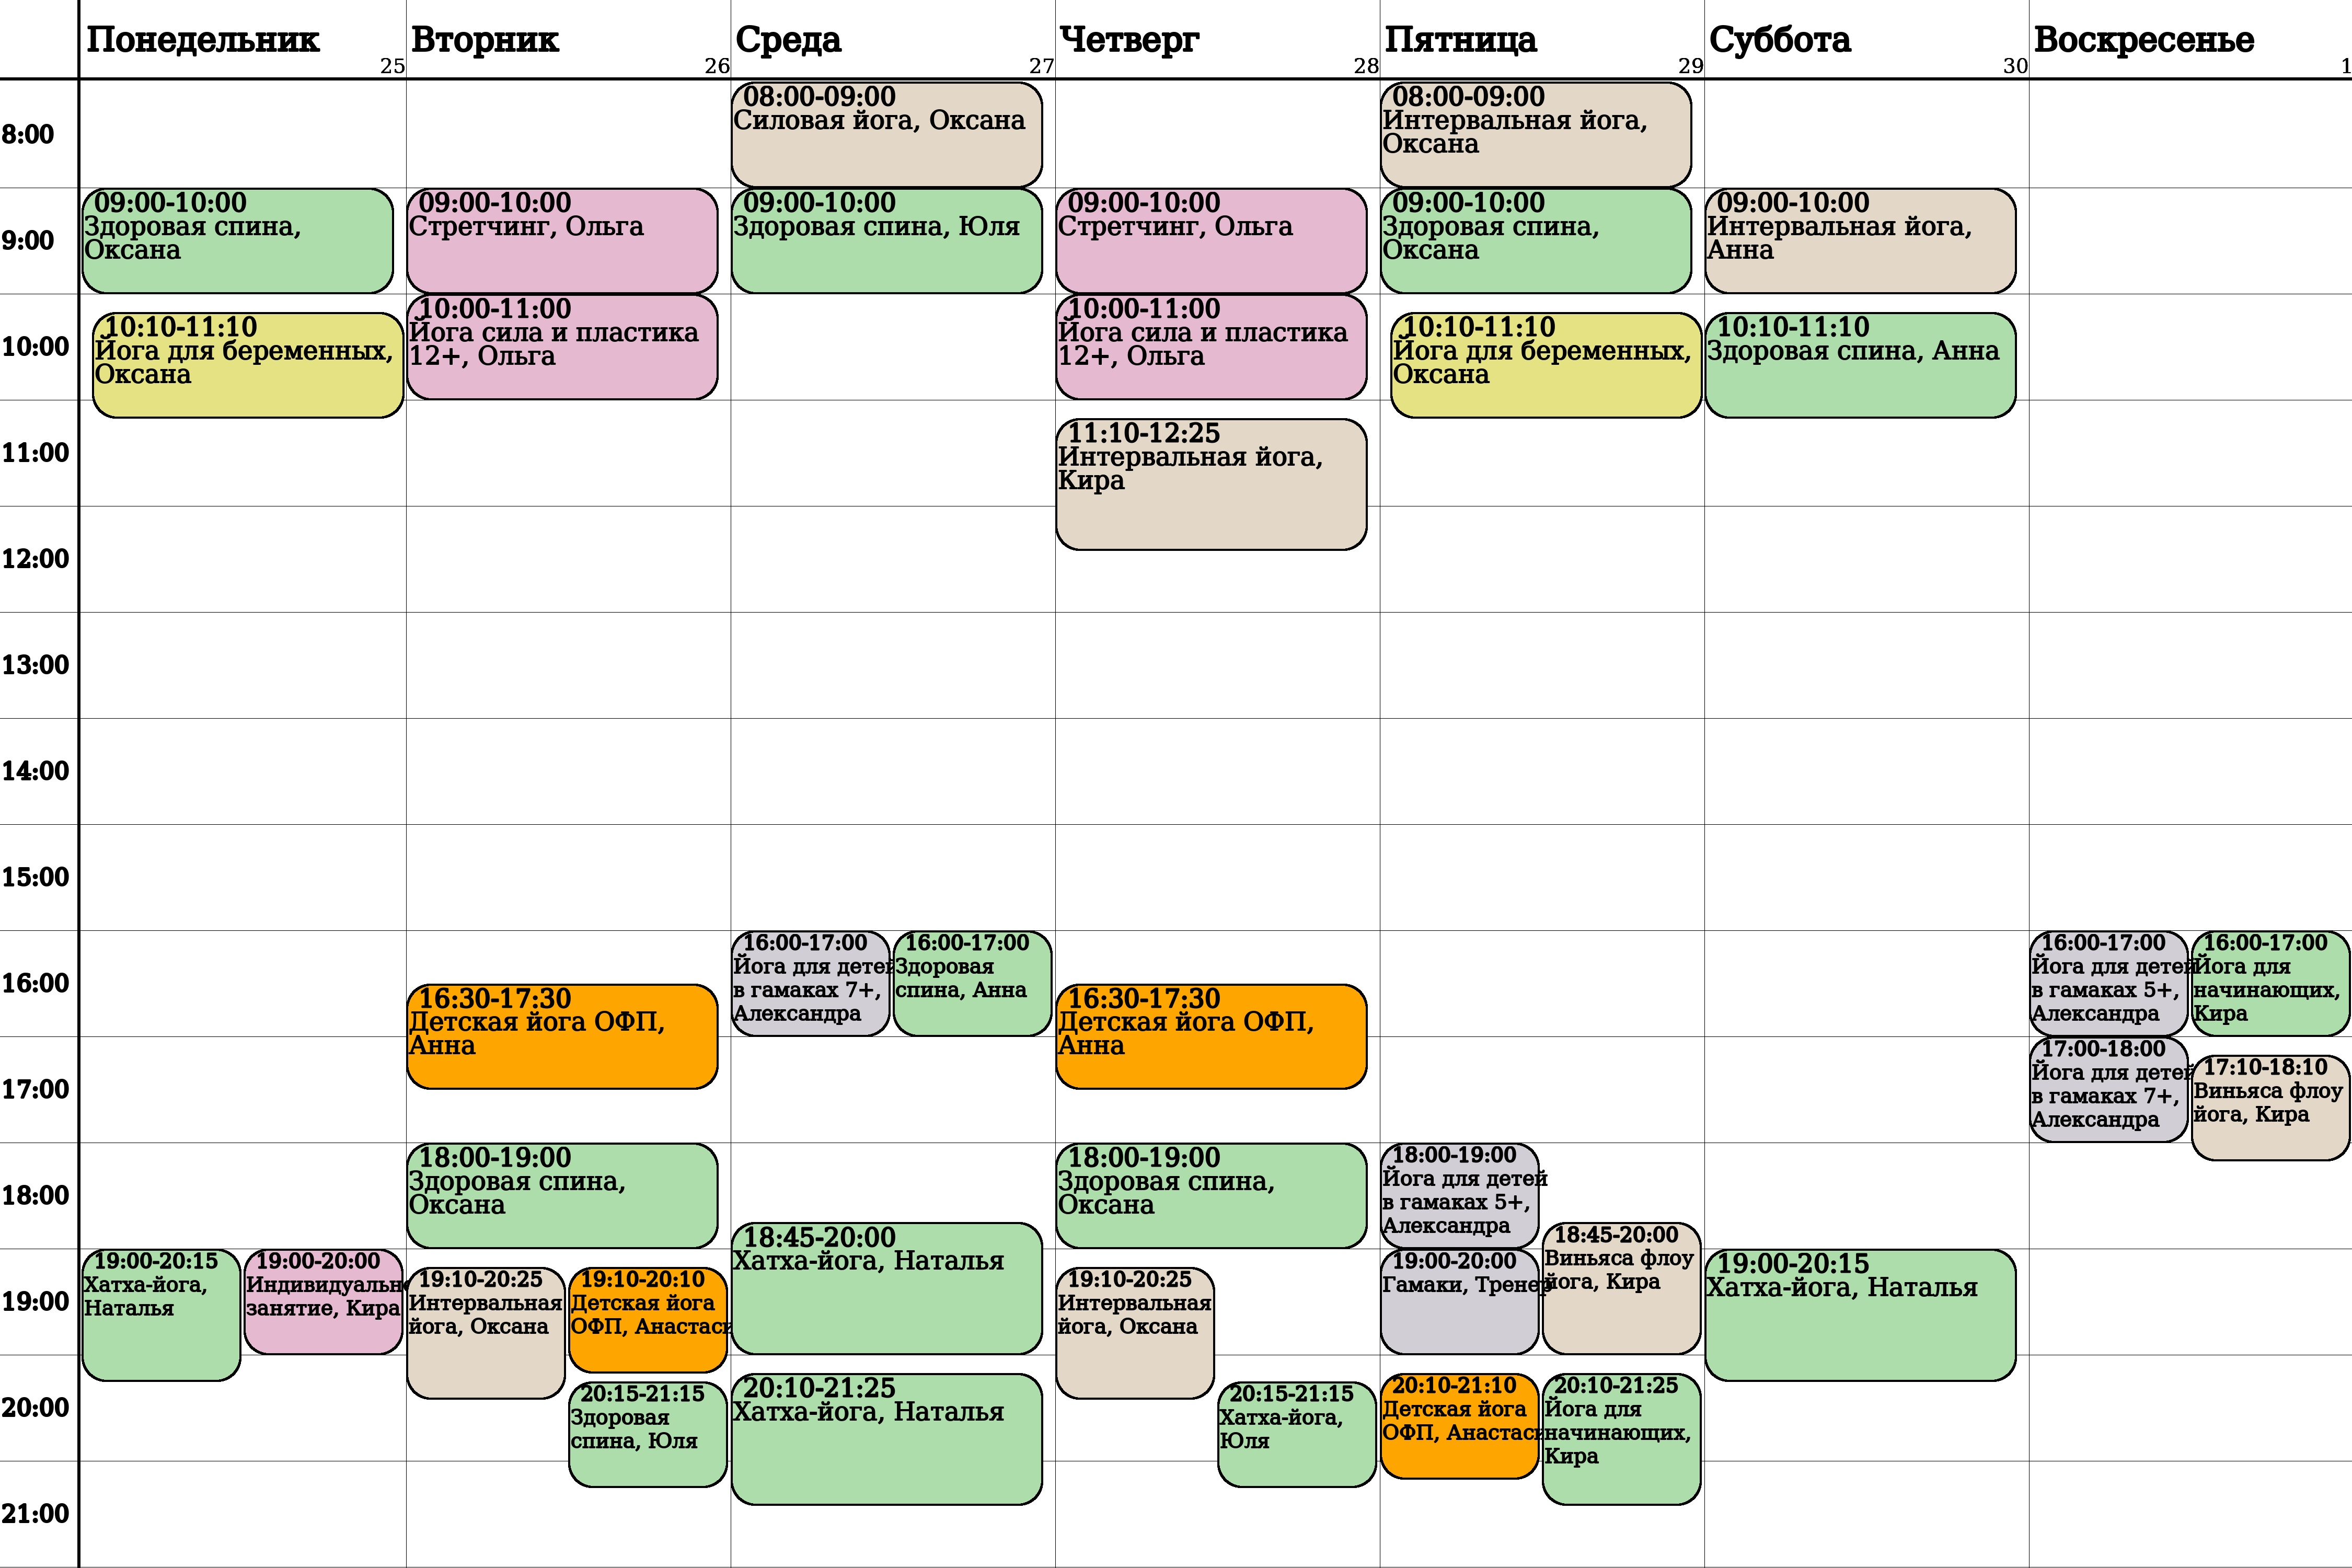 Понедельник
25
Вторник
26
Среда
27
Четверг
28
Пятница
29
Суббота
30
Воскресенье
1
8:00
9:00
10:00
11:00
12:00
13:00
14:00
15:00
16:00
17:00
18:00
19:00
20:00
21:00
09:00-10:00
Здоровая спина,
Оксана
10:10-11:10
Йога для беременных,
Оксана
19:00-20:15
Хатха-йога,
Наталья
19:00-20:00
Индивидуальн
занятие, Кира
09:00-10:00
Стретчинг, Ольга
10:00-11:00
Йога сила и пластика
12+, Ольга
16:30-17:30
Детская йога ОФП,
Анна
18:00-19:00
Здоровая спина,
Оксана
19:10-20:25
Интервальная
йога, Оксана
19:10-20:10
Детская йога
ОФП, Анастаси
20:15-21:15
Здоровая
спина, Юля
08:00-09:00
Силовая йога, Оксана
09:00-10:00
Здоровая спина, Юля
16:00-17:00
Йога для детей
в гамаках 7+,
Александра
16:00-17:00
Здоровая
спина, Анна
18:45-20:00
Хатха-йога, Наталья
20:10-21:25
Хатха-йога, Наталья
09:00-10:00
Стретчинг, Ольга
10:00-11:00
Йога сила и пластика
12+, Ольга
11:10-12:25
Интервальная йога,
Кира
16:30-17:30
Детская йога ОФП,
Анна
18:00-19:00
Здоровая спина,
Оксана
19:10-20:25
Интервальная
йога, Оксана
20:15-21:15
Хатха-йога,
Юля
08:00-09:00
Интервальная йога,
Оксана
09:00-10:00
Здоровая спина,
Оксана
10:10-11:10
Йога для беременных,
Оксана
18:00-19:00
Йога для детей
в гамаках 5+,
Александра
19:00-20:00
Гамаки, Тренер
18:45-20:00
Виньяса флоу
йога, Кира
20:10-21:10
Детская йога
ОФП, Анастаси
20:10-21:25
Йога для
начинающих,
Кира
09:00-10:00
Интервальная йога,
Анна
10:10-11:10
Здоровая спина, Анна
19:00-20:15
Хатха-йога, Наталья
16:00-17:00
Йога для детей
в гамаках 5+,
Александра
16:00-17:00
Йога для
начинающих,
Кира
17:00-18:00
Йога для детей
в гамаках 7+,
Александра
17:10-18:10
Виньяса флоу
йога, Кира